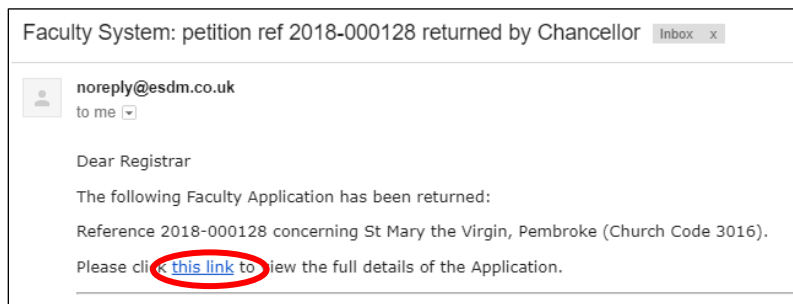 Faculty System: petition ref 2018-000128 returned by Chancellor Inbox x
noreply@esdm.co.uk
to me
Dear Registrar
The following Faculty Application has been returned:
Reference 2018-000128 concerning St Mary the Virgin, Pembroke (Church Code 3016).
Please click this link to view the full details of the Application.